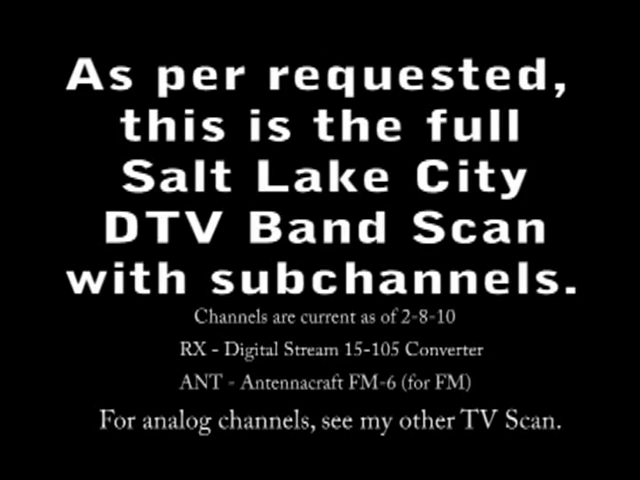 As per requested,
this is the full
Salt Lake City
DTV Band Scan
with subchannels.
Channels are current as of 2-8-10
RX - Digital Stream 15-105 Converter
ANT - Antennacraft FM-6 (for FM)
For analog channels, see my other TV Scan.